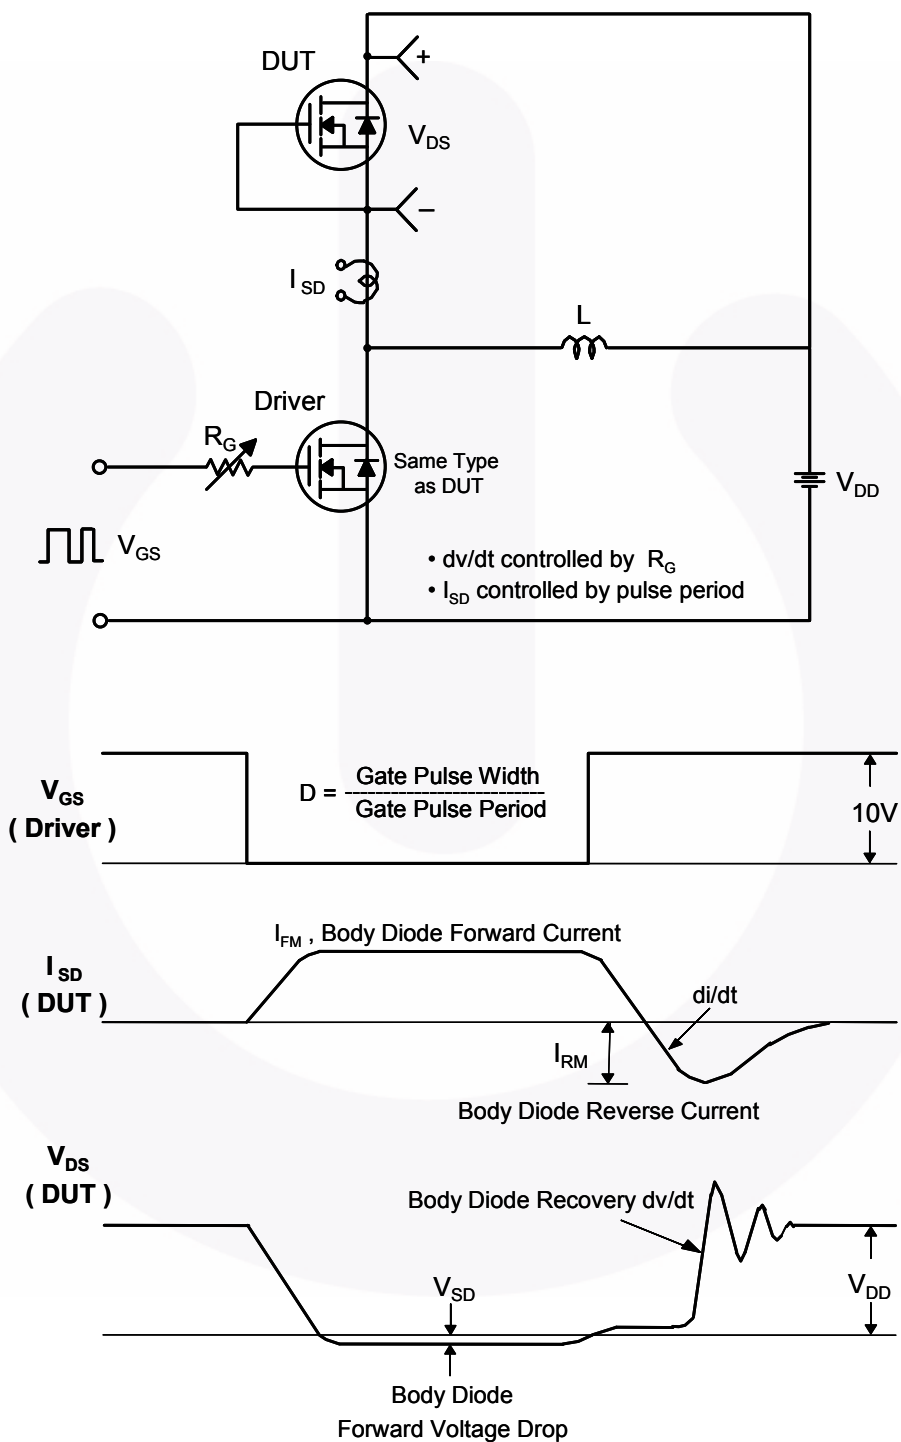 DUT
+
V_DS
–
I_SD
L
Driver
R_G
Same Type
as DUT
V_DD
V_GS
• dv/dt controlled by R_G
• I_SD controlled by pulse period
V_GS
( Driver )
D = Gate Pulse Width
Gate Pulse Period
10V
I_FM , Body Diode Forward Current
I_SD
( DUT )
di/dt
I_RM
Body Diode Reverse Current
V_DS
( DUT )
Body Diode Recovery dv/dt
V_SD
V_DD
Body Diode
Forward Voltage Drop